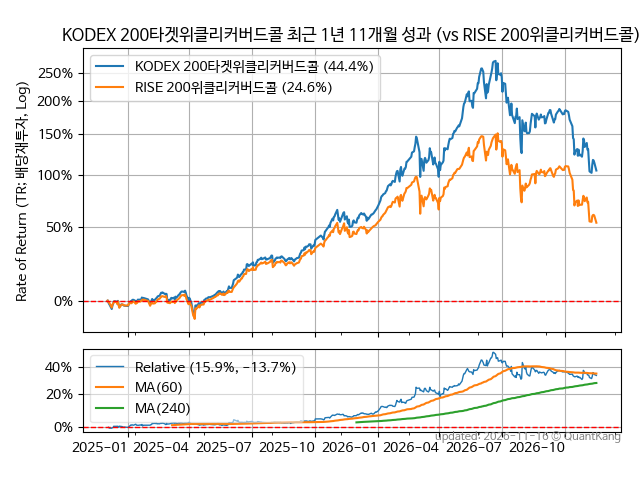 KODEX 200타겟위클리커버드콜 최근 1년 11개월 성과 (vs RISE 200위클리커버드콜)
Rate of Return (TR: 배당재투자, Log)
250%
200%
150%
100%
50%
0%
KODEX 200타겟위클리커버드콜 (44.4%)
RISE 200위클리커버드콜 (24.6%)
40%
20%
0%
Relative (15.9%, −13.7%)
MA(60)
MA(240)
Updated: 2026-11-16 © QuantKang
2025-01 2025-04 2025-07 2025-10 2026-01 2026-04 2026-07 2026-10